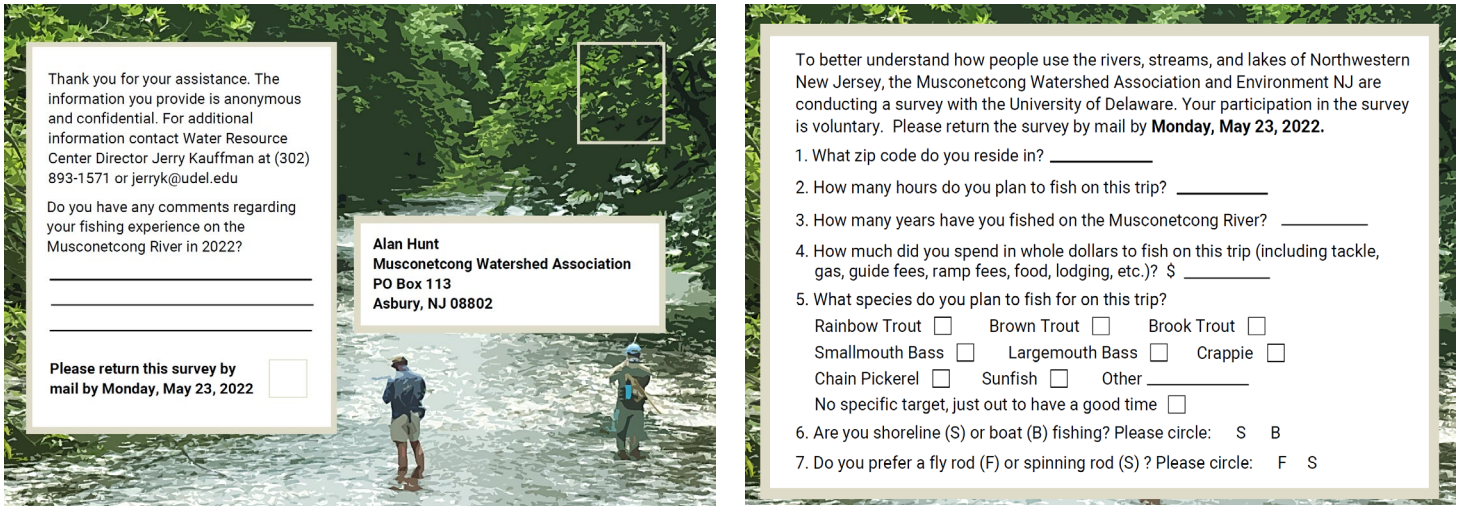 Thank you for your assistance. The
information you provide is anonymous
and confidential. For additional
information contact Water Resource
Center Director Jerry Kauffman at (302)
893-1571 or jerryk@udel.edu
Do you have any comments regarding
your fishing experience on the
Musconetcong River in 2022?
Please return this survey by
mail by Monday, May 23, 2022
Alan Hunt
Musconetcong Watershed Association
PO Box 113
Asbury, NJ 08802
To better understand how people use the rivers, streams, and lakes of Northwestern
New Jersey, the Musconetcong Watershed Association and Environment NJ are
conducting a survey with the University of Delaware. Your participation in the survey
is voluntary. Please return the survey by mail by Monday, May 23, 2022.
1. What zip code do you reside in?
2. How many hours do you plan to fish on this trip?
3. How many years have you fished on the Musconetcong River?
4. How much did you spend in whole dollars to fish on this trip (including tackle,
gas, guide fees, ramp fees, food, lodging, etc.)? $
5. What species do you plan to fish for on this trip?
Rainbow Trout Brown Trout Brook Trout
Smallmouth Bass Largemouth Bass Crappie
Chain Pickerel Sunfish Other
No specific target, just out to have a good time
6. Are you shoreline (S) or boat (B) fishing? Please circle: S B
7. Do you prefer a fly rod (F) or spinning rod (S) ? Please circle: F S